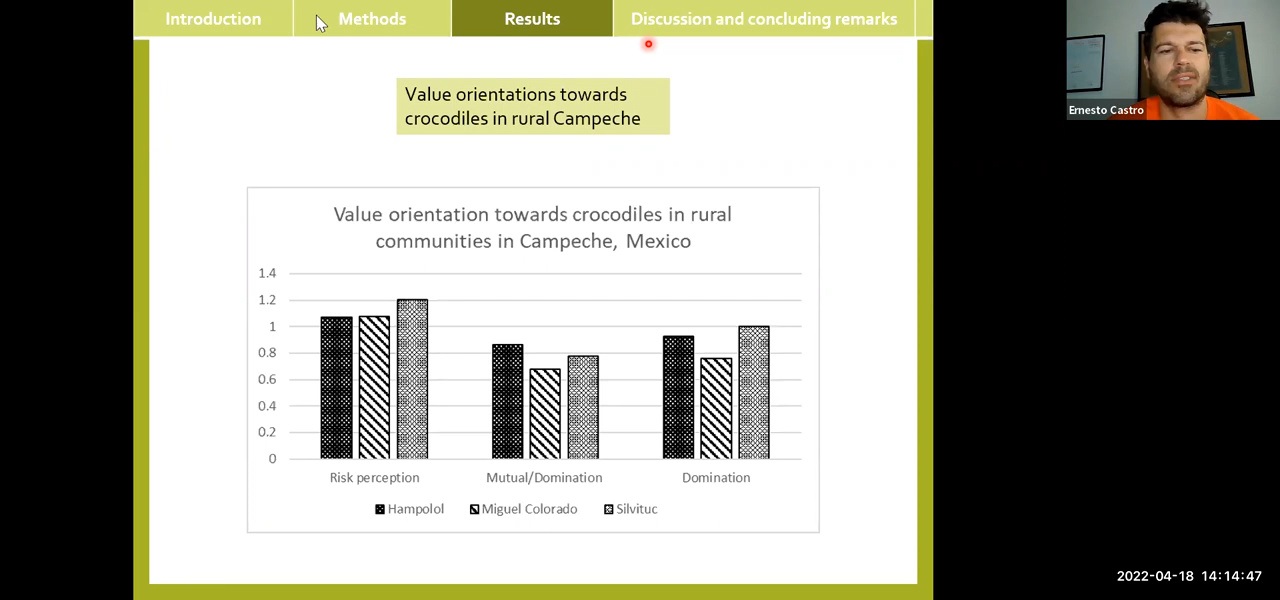 Introduction
Methods
Results
Discussion and concluding remarks
Ernesto Castro
Value orientations towards
crocodiles in rural Campeche
Value orientation towards crocodiles in rural
communities in Campeche, Mexico
1.4
1.2
1
0.8
0.6
0.4
0.2
0
Risk perception
Mutual/Domination
Domination
Hampolol
Miguel Colorado
Silvituc
2022-04-18 14:14:47